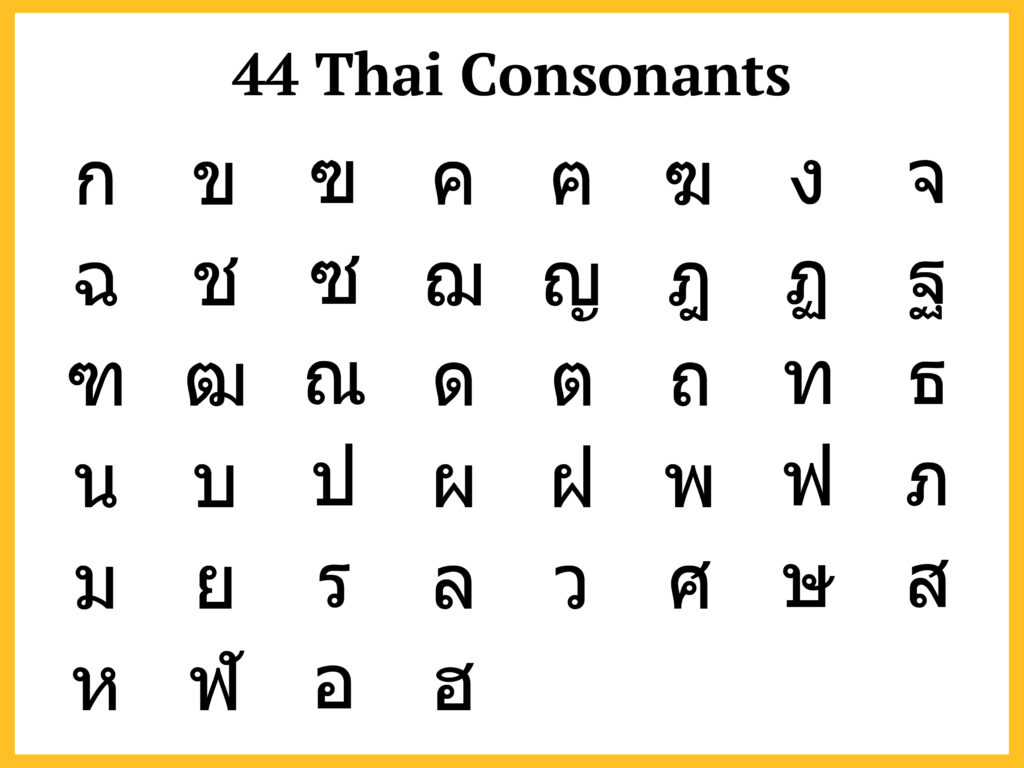 44 Thai Consonants
ก ข ฃ ค ฅ ฆ ง จ
ฉ ช ซ ฌ ญ ฎ ฏ ฐ
ฑ ฒ ณ ด ต ถ ท ธ
น บ ป ผ ฝ พ ฟ ภ
ม ย ร ล ว ศ ษ ส
ห ฬ อ ฮ